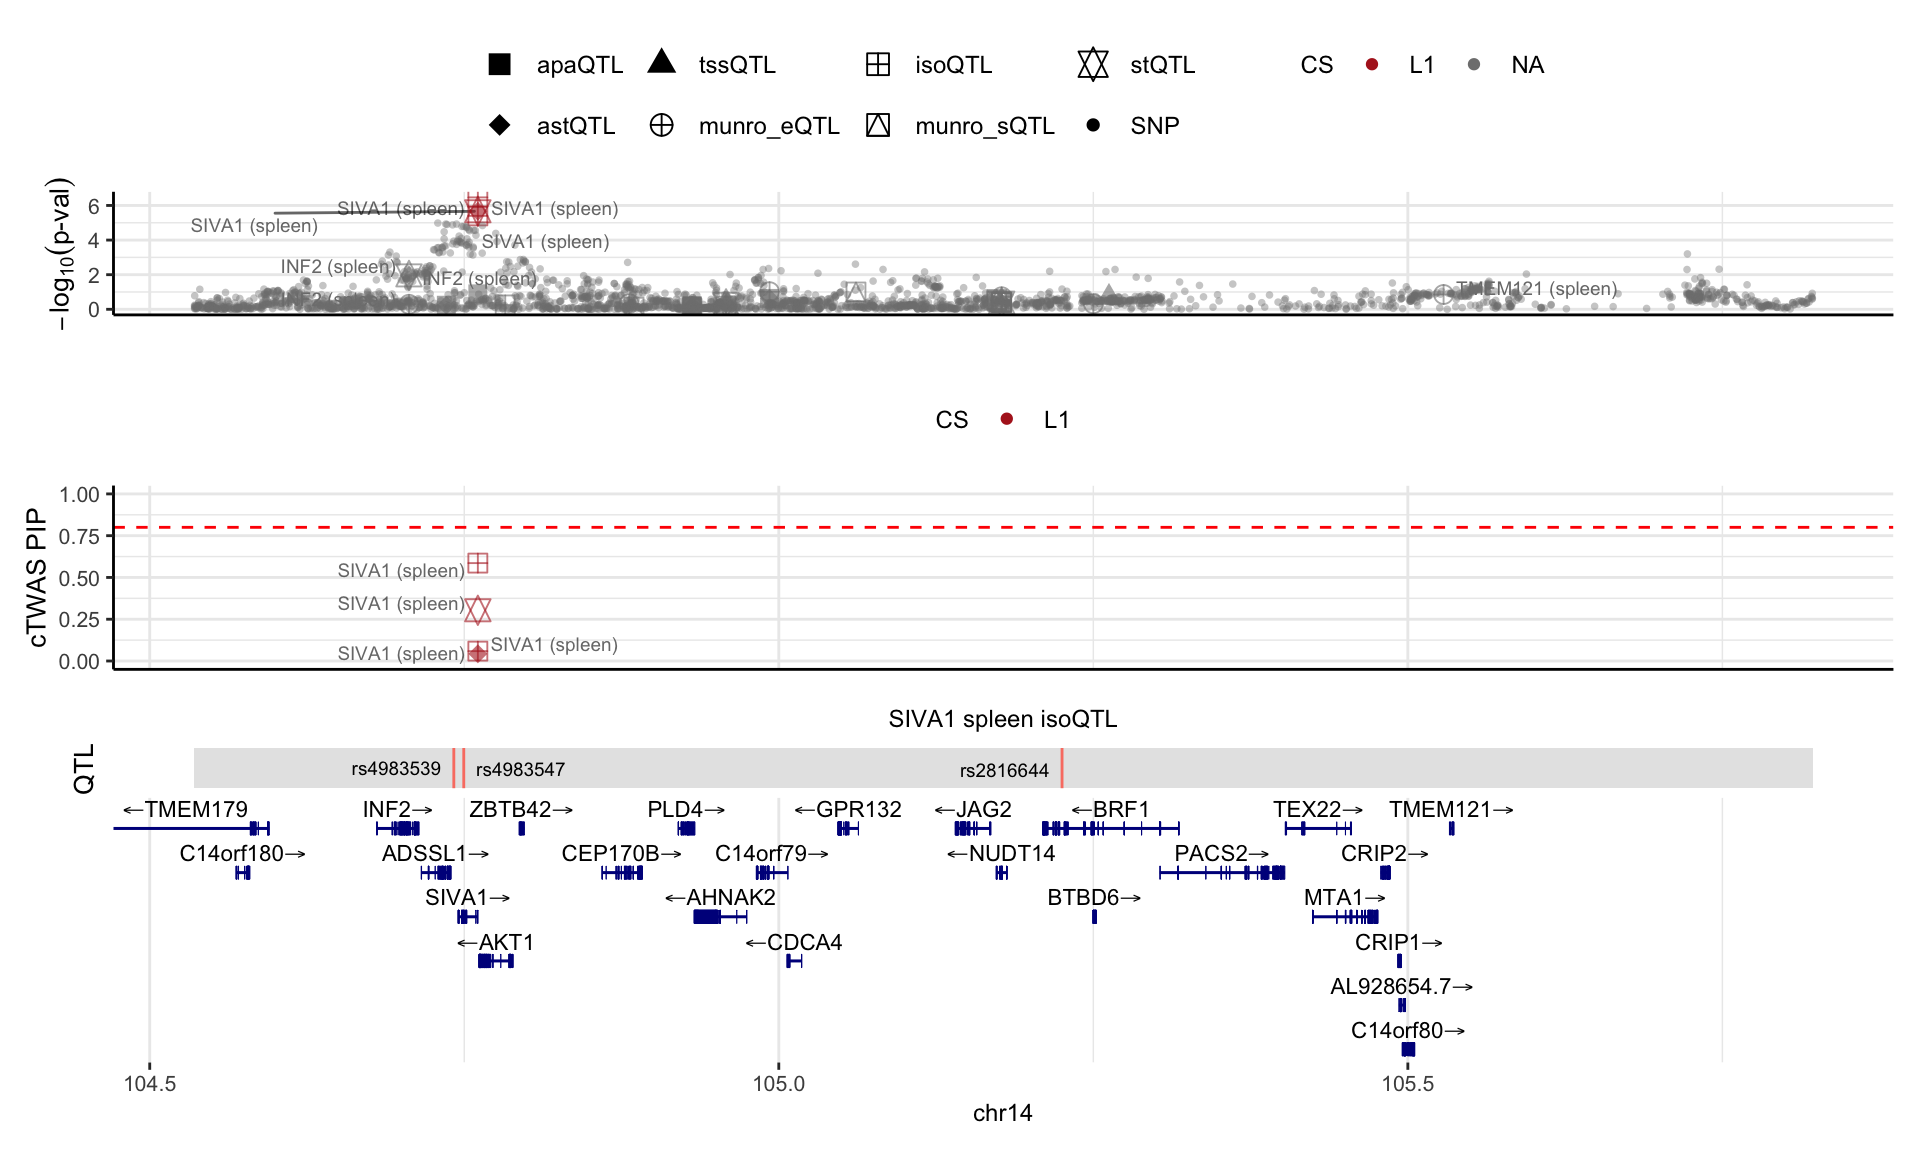 apaQTL tssQTL isoQTL stQTL CS L1 NA
astQTL munro_eQTL munro_sQTL SNP
−log10(p-val)
6
4
2
0
SIVA1 (spleen) SIVA1 (spleen)
SIVA1 (spleen)
SIVA1 (spleen)
INF2 (spleen)
INF2 (spleen)
INF2 (spleen)
TMEM121 (spleen)
CS L1
cTWAS PIP
1.00
0.75
0.50
0.25
0.00
SIVA1 (spleen)
SIVA1 (spleen)
SIVA1 (spleen)
SIVA1 (spleen)
SIVA1 spleen isoQTL
QTL
rs4983539 rs4983547 rs2816644
←TMEM179 INF2→ ZBTB42→ PLD4→ ←GPR132 ←JAG2 ←BRF1 TEX22→ TMEM121→
C14orf180→ ADSSL1→ CEP170B→ C14orf79→ ←NUDT14 PACS2→ CRIP2→
SIVA1→ ←AHNAK2 BTBD6→ MTA1→
←AKT1 ←CDCA4 CRIP1→
AL928654.7→
C14orf80→
104.5 105.0 105.5
chr14